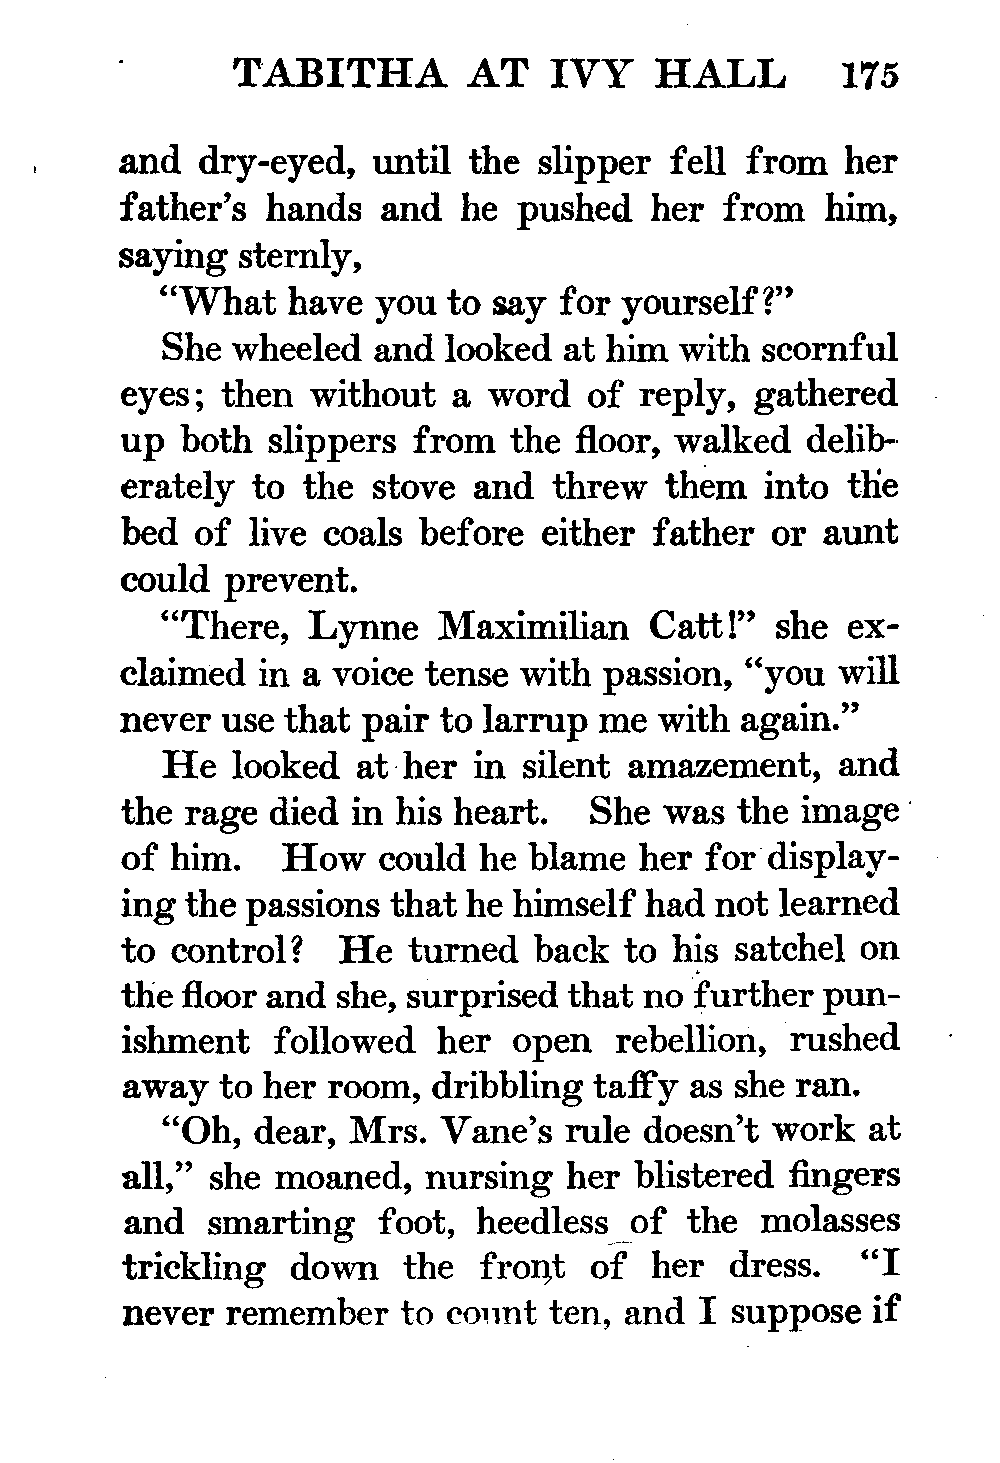 TABITHA AT IVY HALL 175
and dry-eyed, until the slipper fell from her
father's hands and he pushed her from him,
saying sternly,
“What have you to say for yourself?”
She wheeled and looked at him with scornful
eyes; then without a word of reply, gathered
up both slippers from the floor, walked delib-
erately to the stove and threw them into the
bed of live coals before either father or aunt
could prevent.
“There, Lynne Maximilian Catt!” she ex-
claimed in a voice tense with passion, “you will
never use that pair to larrup me with again.”
He looked at her in silent amazement, and
the rage died in his heart. She was the image
of him. How could he blame her for display-
ing the passions that he himself had not learned
to control? He turned back to his satchel on
the floor and she, surprised that no further pun-
ishment followed her open rebellion, rushed
away to her room, dribbling taffy as she ran.
“Oh, dear, Mrs. Vane's rule doesn't work at
all,” she moaned, nursing her blistered fingers
and smarting foot, heedless of the molasses
trickling down the front of her dress. “I
never remember to count ten, and I suppose if